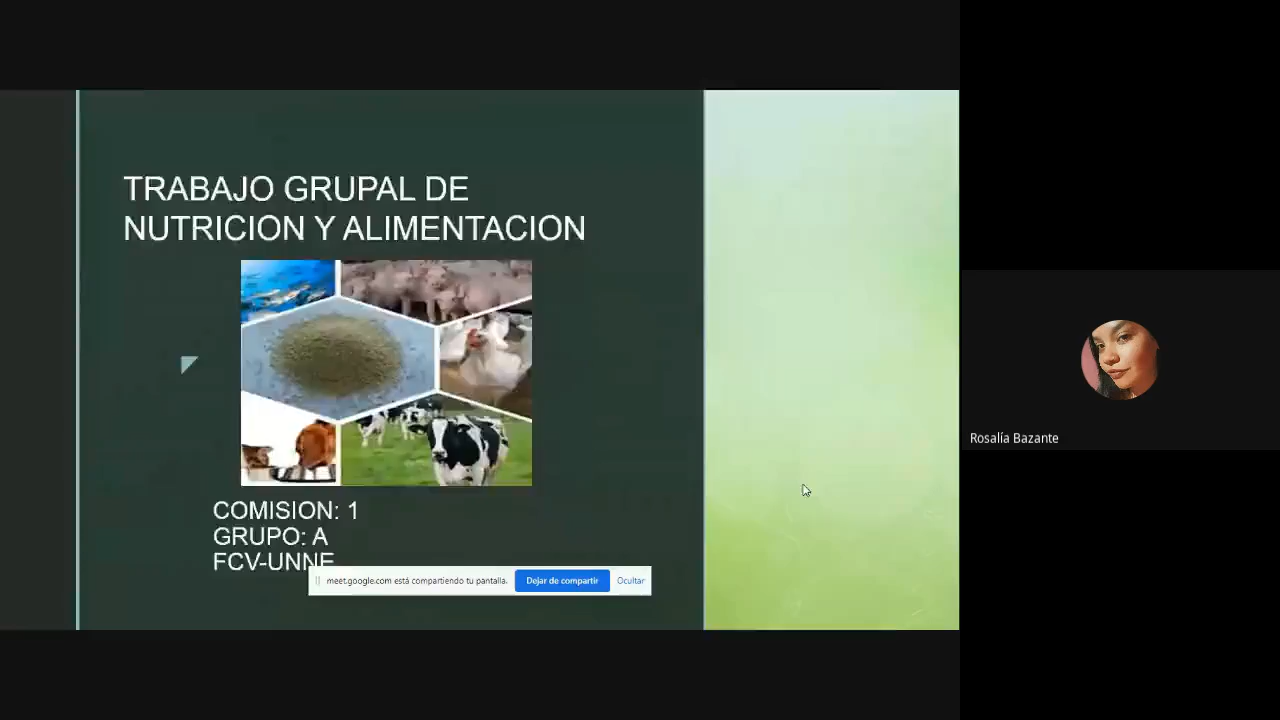 TRABAJO GRUPAL DE
NUTRICION Y ALIMENTACION
COMISION: 1
GRUPO: A
FCV-UNNE
meet.google.com está compartiendo tu pantalla.
Dejar de compartir
Ocultar
Rosalía Bazante